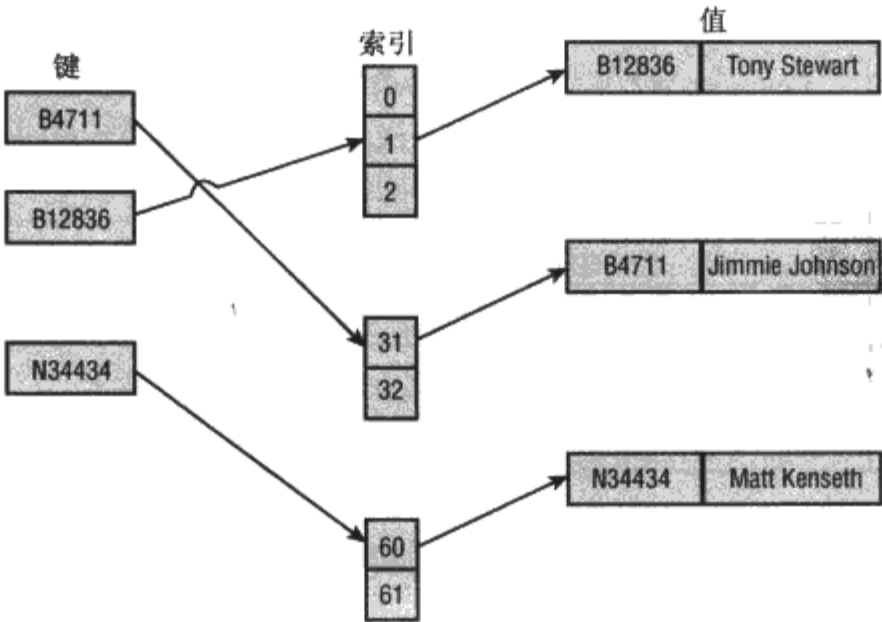 键
B4711
B12836
N34434
索引
0
1
2
31
32
60
61
值
B12836 Tony Stewart
B4711 Jimmie Johnson
N34434 Matt Kenseth